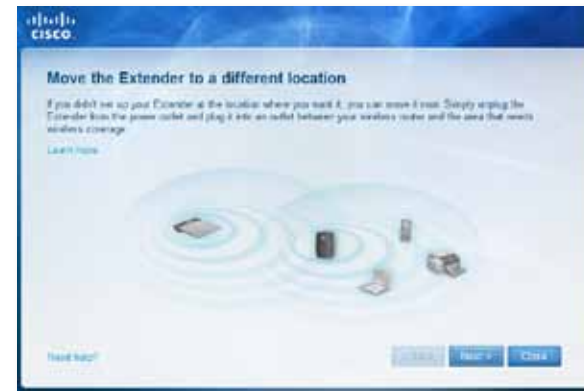 CISCO
Move the Extender to a different location
If you didn't set up your Extender at the location where you want it, you can move it now. Simply unplug the
Extender from the power outlet and plug it into an outlet between your wireless router and the area that needs
wireless coverage.
Learn more
Need help?
Next >
Close